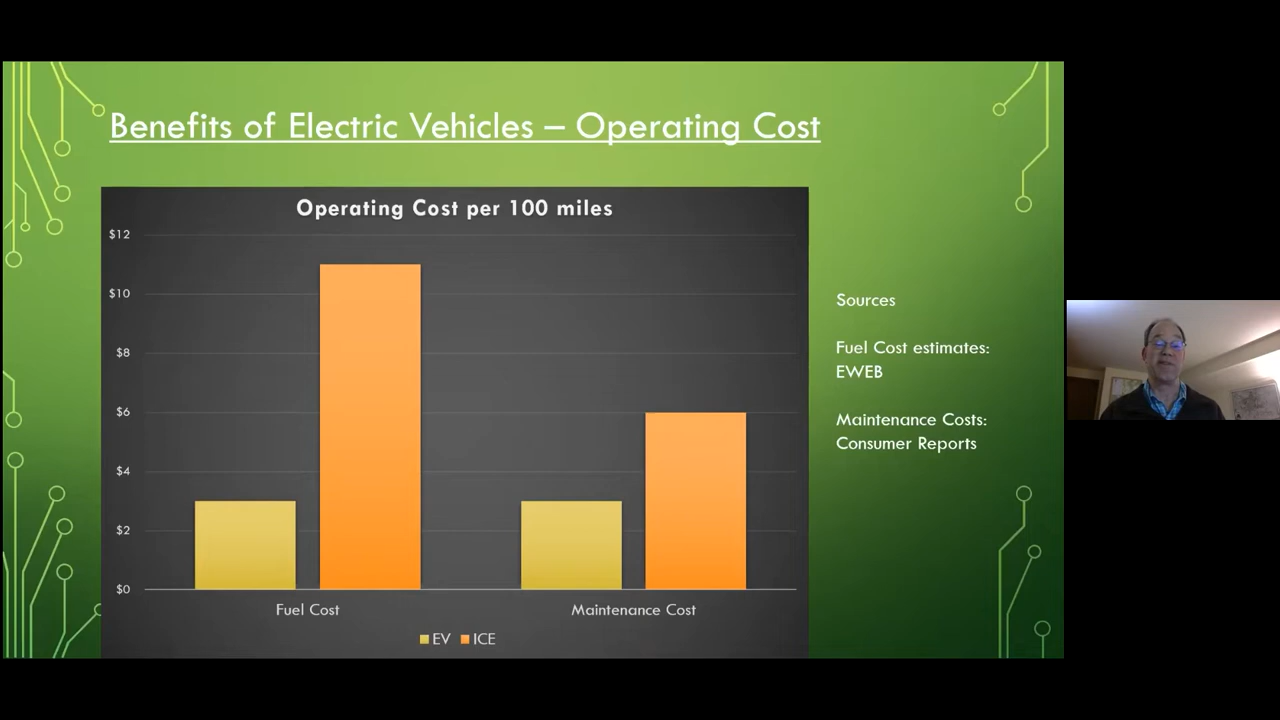 Benefits of Electric Vehicles – Operating Cost
Operating Cost per 100 miles
$12
$10
$8
$6
$4
$2
$0
Fuel Cost
Maintenance Cost
EV
ICE
Sources
Fuel Cost estimates:
EWEB
Maintenance Costs:
Consumer Reports